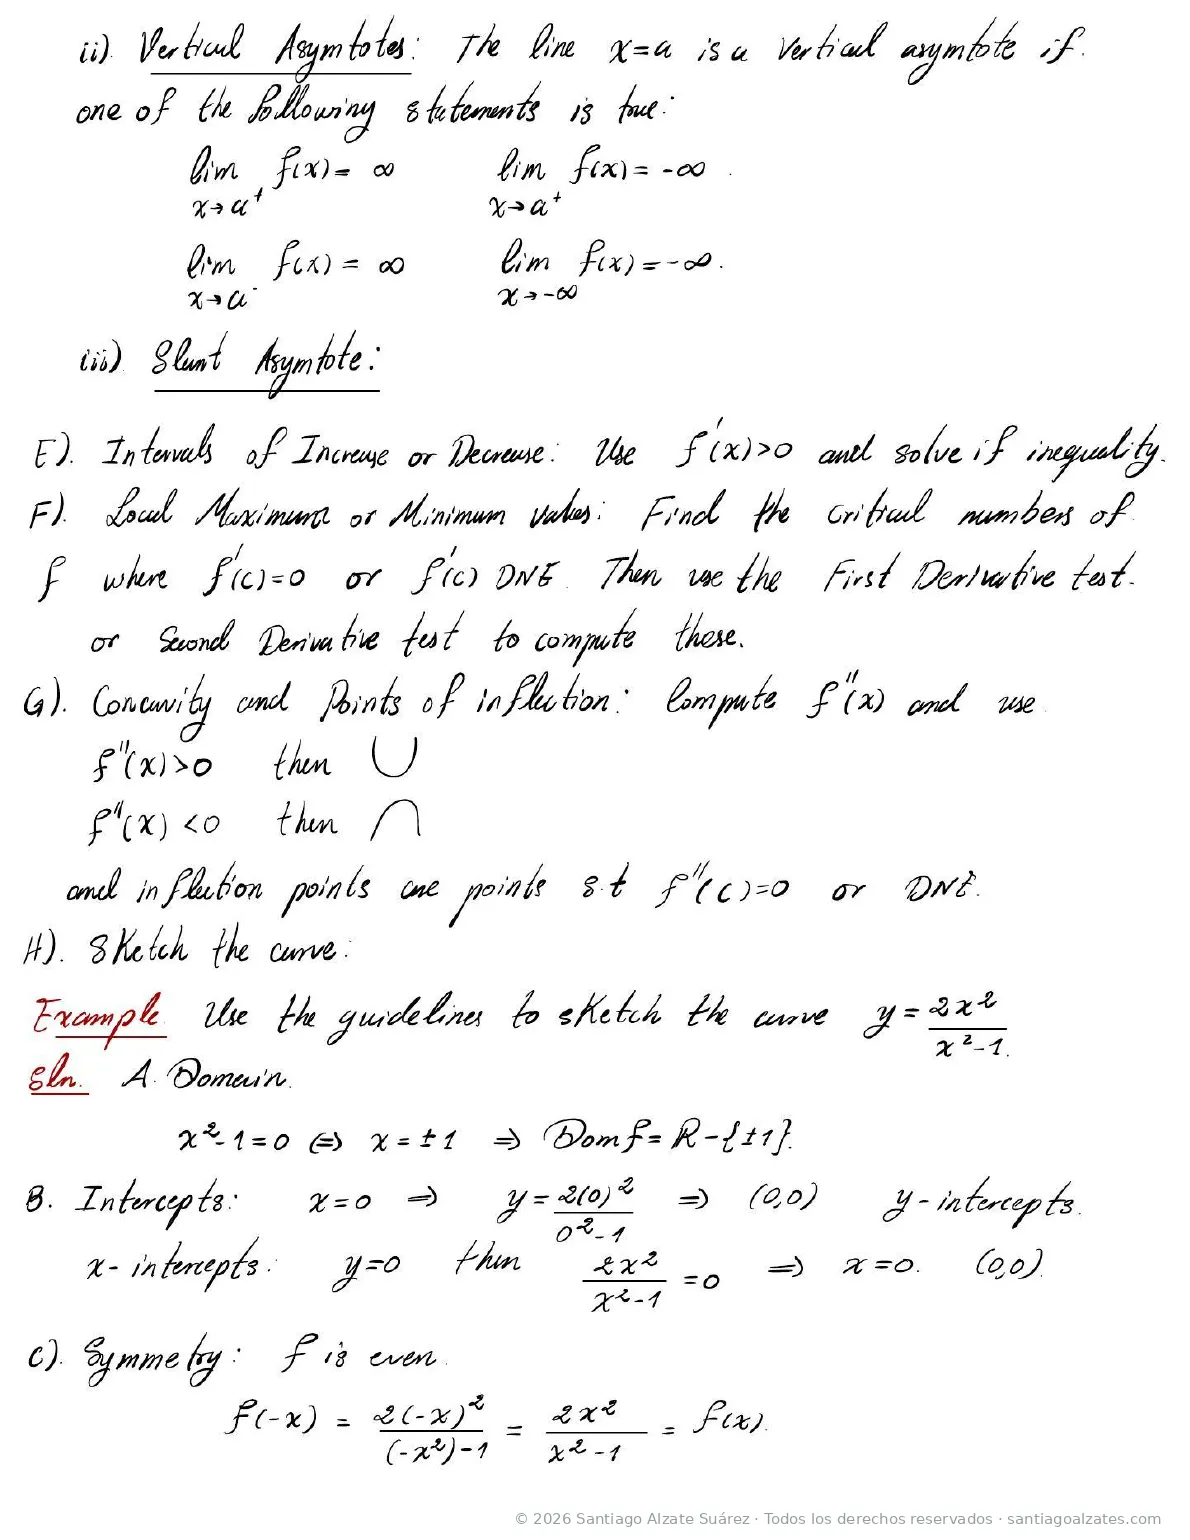 ii). Vertical Asymtotes: The line x=a is a Vertical asymtote if.
one of the following statements is true:
lim f(x)= ∞ lim f(x)= -∞.
x→a⁺ x→a⁺
lim f(x) = ∞ lim f(x)=-∞.
x→a⁻ x→-∞
iii) Slant Asymtote:
E). Intervals of Increase or Decrease: Use f'(x)>0 and solve if inequality.
F). Local Maximum or Minimum values: Find the critical numbers of
f where f'(c)=0 or f'(c) DNE. Then use the First Derivative test.
or Second Derivative test to compute these.
G). Concavity and Points of inflection: Compute f''(x) and use
f''(x)>0 then ∪
f''(x) <0 then ∩
and inflection points are points s.t f''(c)=0 or DNE.
H). Sketch the curve:
Example Use the guidelines to sketch the curve y = 2x²/(x²-1).
Sln. A. Domain.
x²-1=0 ⇔ x=±1 ⇒ Dom f= R-{±1}.
B. Intercepts: x=0 ⇒ y = 2(0)²/(0²-1) ⇒ (0,0) y-intercepts.
x-intercepts: y=0 then 2x²/(x²-1) =0 ⇒ x=0. (0,0).
C). Symmetry: f is even.
f(-x) = 2(-x)²/((-x²)-1) = 2x²/(x²-1) = f(x).
© 2026 Santiago Alzate Suárez · Todos los derechos reservados · santiagoalzates.com